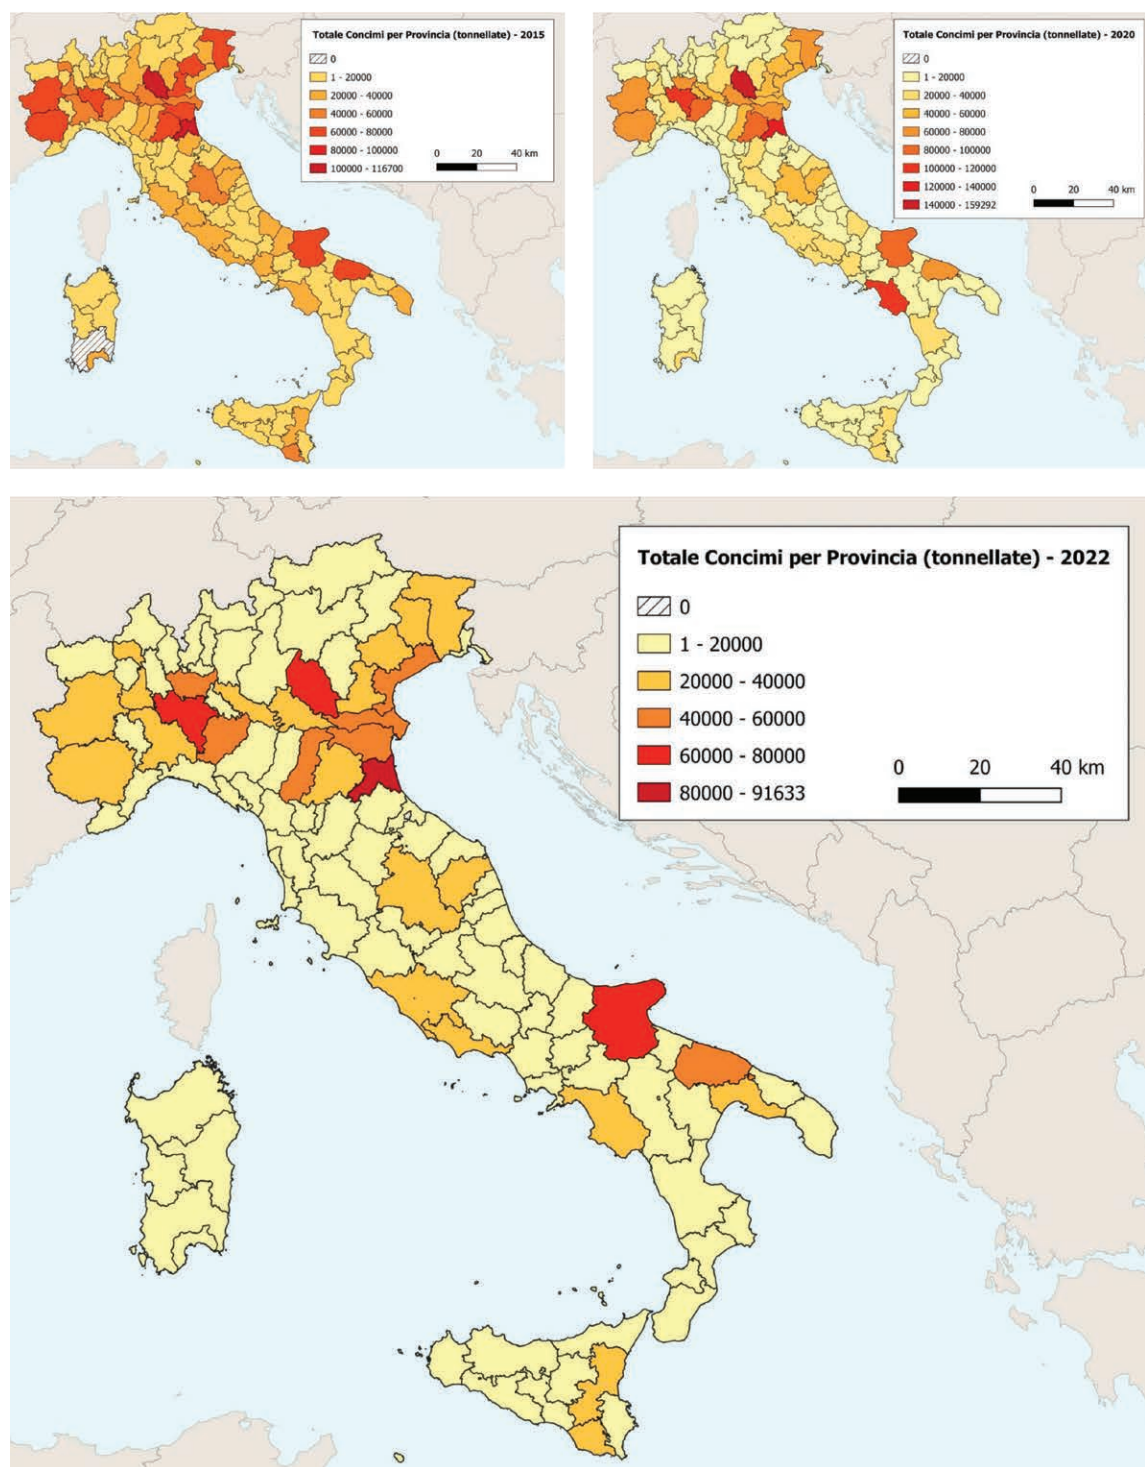 Totale Concimi per Provincia (tonnellate) - 2015
0
1 - 20000
20000 - 40000
40000 - 60000
60000 - 80000
80000 - 100000
100000 - 116700
0 20 40 km
Totale Concimi per Provincia (tonnellate) - 2020
0
1 - 20000
20000 - 40000
40000 - 60000
60000 - 80000
80000 - 100000
100000 - 120000
120000 - 140000
140000 - 159292
0 20 40 km
Totale Concimi per Provincia (tonnellate) - 2022
0
1 - 20000
20000 - 40000
40000 - 60000
60000 - 80000
80000 - 91633
0 20 40 km